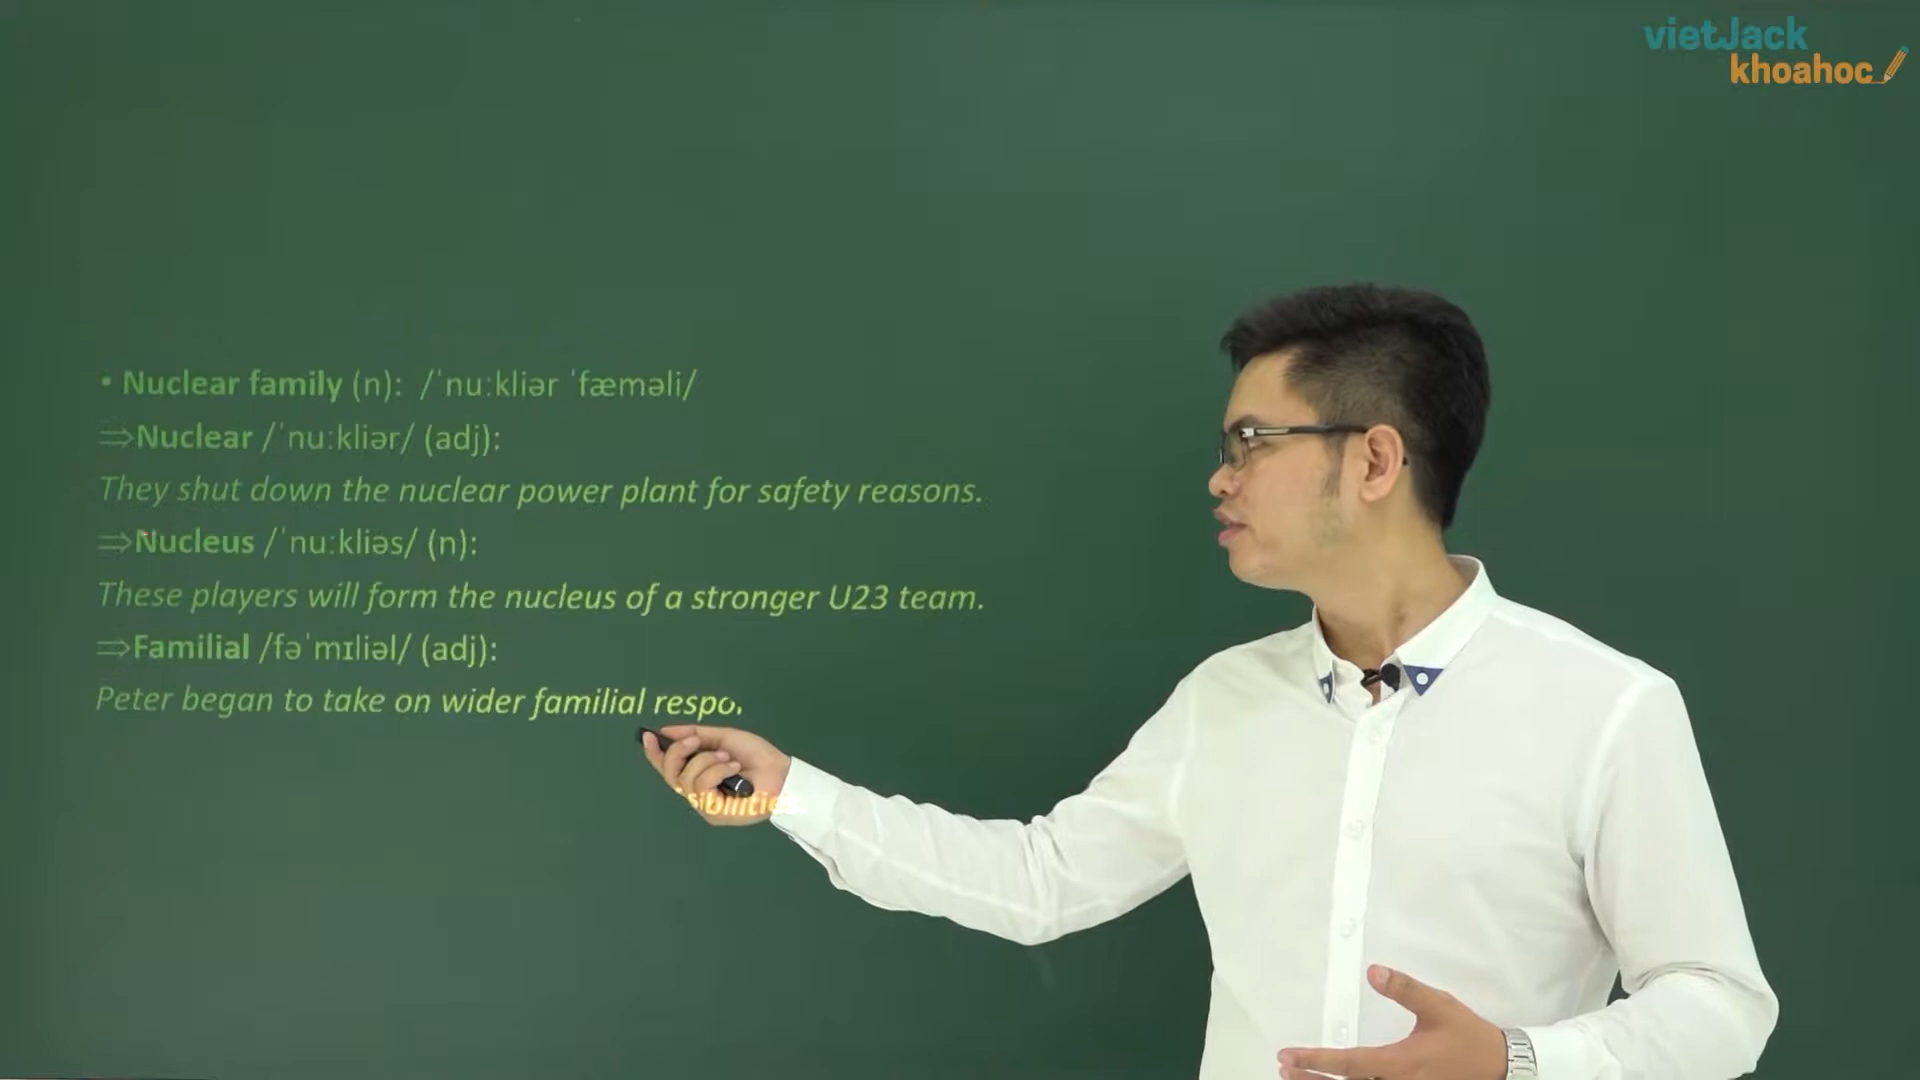 vietJack
khoahoc
• Nuclear family (n): /ˈnuːkliər ˈfæməli/
⇒Nuclear /ˈnuːkliər/ (adj):
They shut down the nuclear power plant for safety reasons.
⇒Nucleus /ˈnuːkliəs/ (n):
These players will form the nucleus of a stronger U23 team.
⇒Familial /fəˈmɪliəl/ (adj):
Peter began to take on wider familial respo
sibilities.